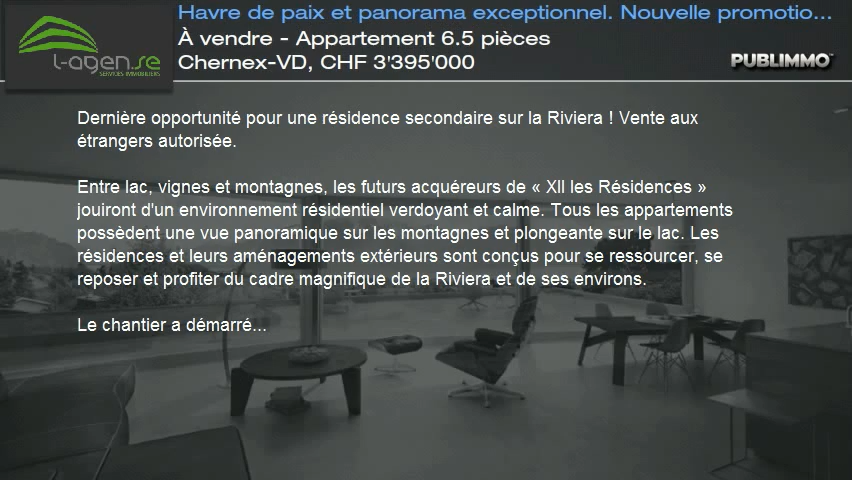 Havre de paix et panorama exceptionnel. Nouvelle promotio...
À vendre - Appartement 6.5 pièces
Chernex-VD, CHF 3'395'000
l-agen.se
SERVICES IMMOBILIERS
PUBLIMMO
Dernière opportunité pour une résidence secondaire sur la Riviera ! Vente aux
étrangers autorisée.
Entre lac, vignes et montagnes, les futurs acquéreurs de « XII les Résidences »
jouiront d'un environnement résidentiel verdoyant et calme. Tous les appartements
possèdent une vue panoramique sur les montagnes et plongeante sur le lac. Les
résidences et leurs aménagements extérieurs sont conçus pour se ressourcer, se
reposer et profiter du cadre magnifique de la Riviera et de ses environs.
Le chantier a démarré...